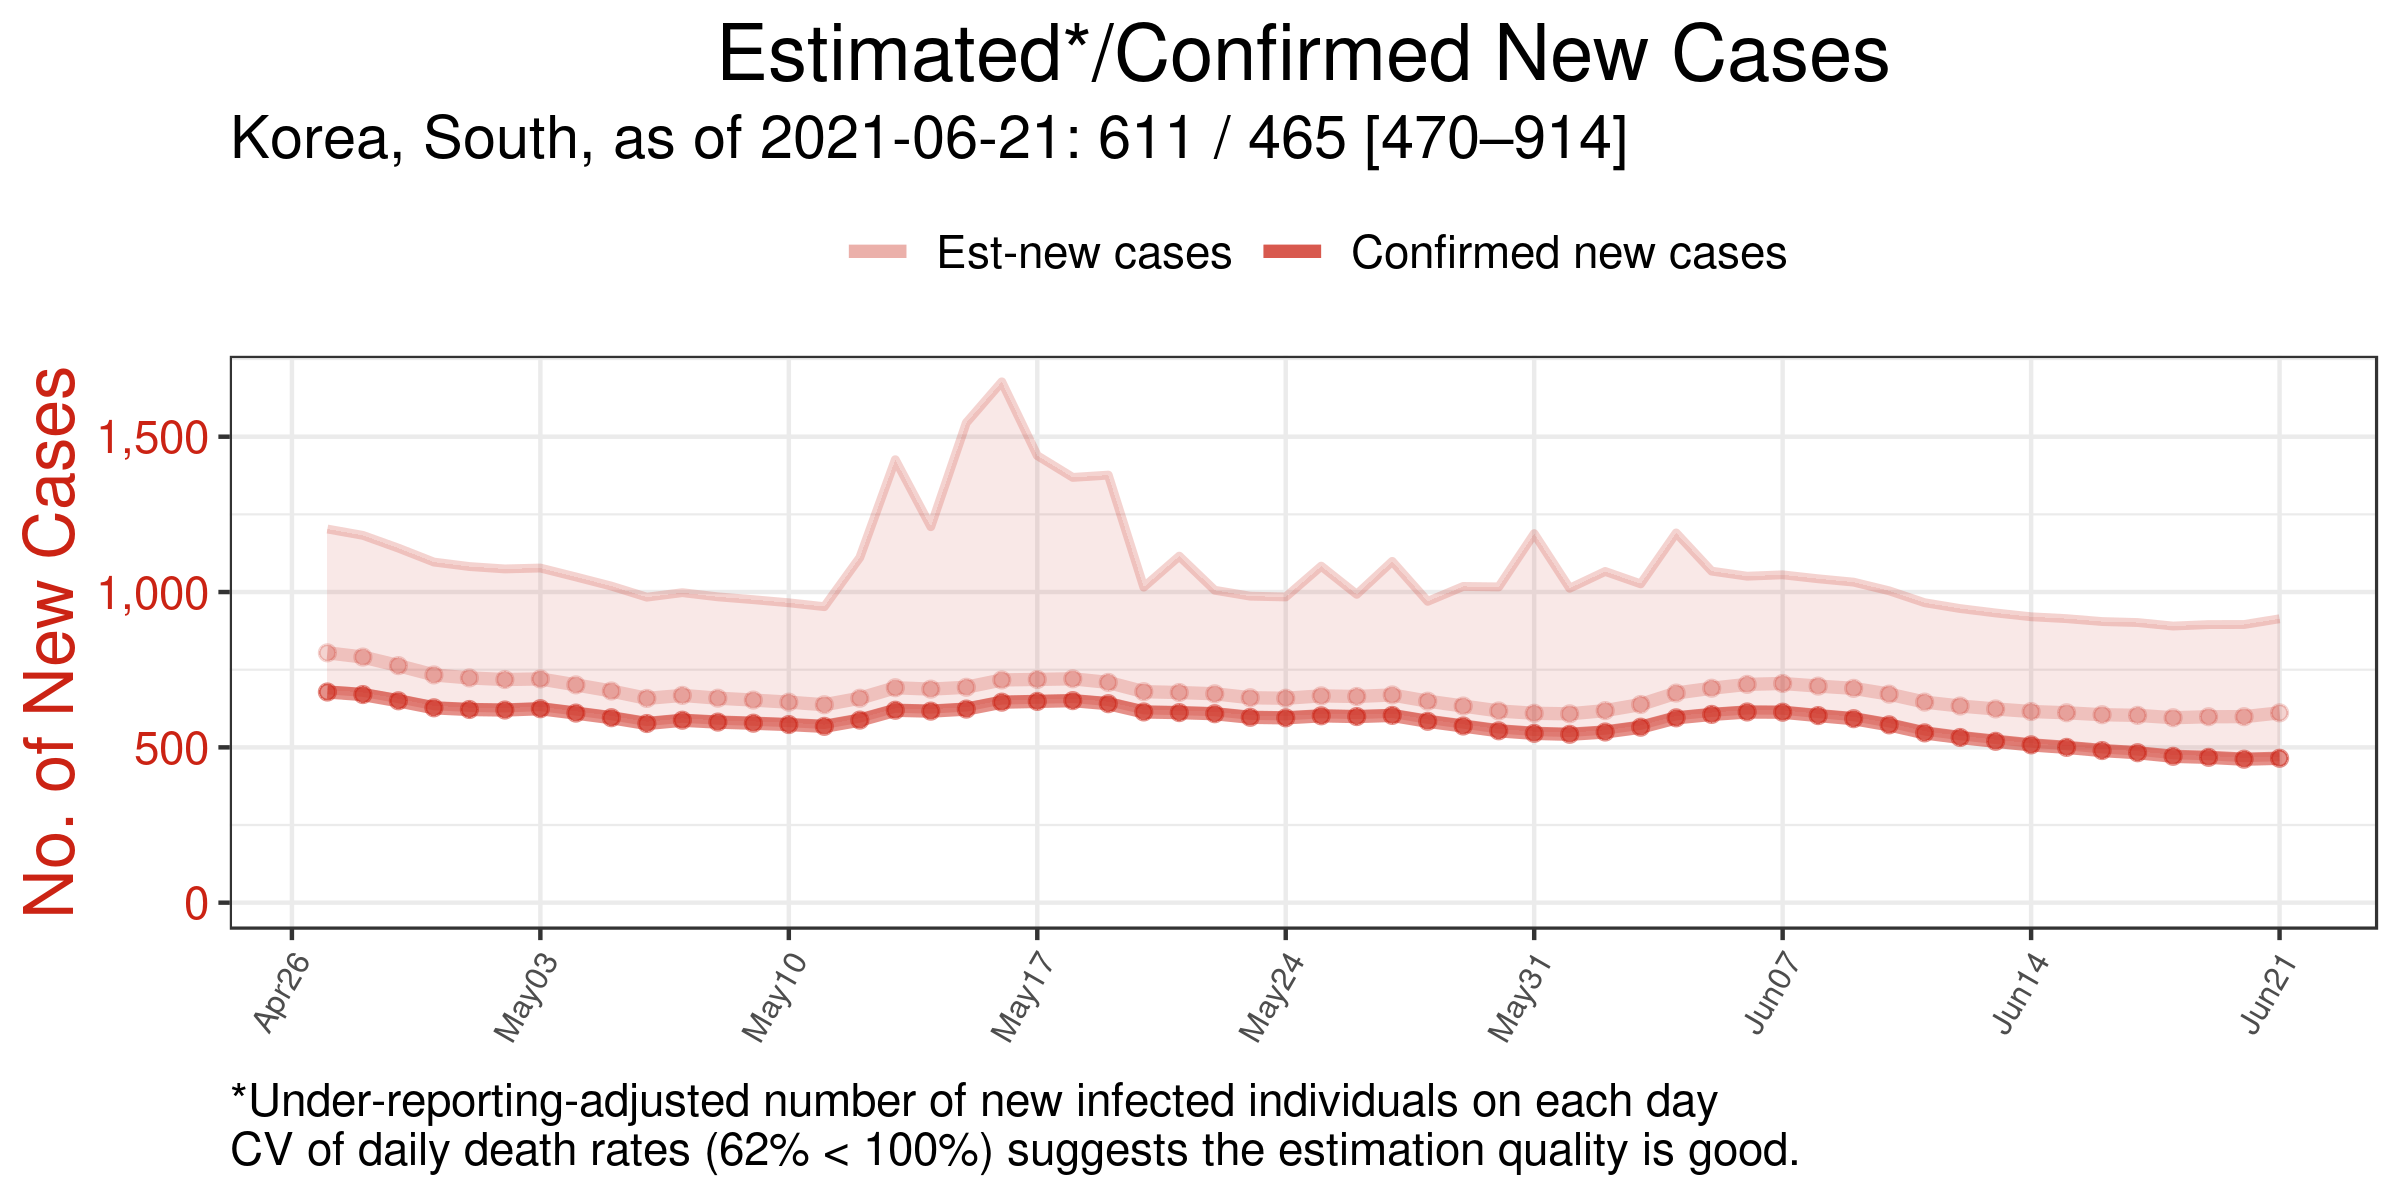 Estimated*/Confirmed New Cases
Korea, South, as of 2021-06-21: 611 / 465 [470–914]
Est-new cases
Confirmed new cases
No. of New Cases
1,500
1,000
500
0
Apr26
May03
May10
May17
May24
May31
Jun07
Jun14
Jun21
*Under-reporting-adjusted number of new infected individuals on each day
CV of daily death rates (62% < 100%) suggests the estimation quality is good.